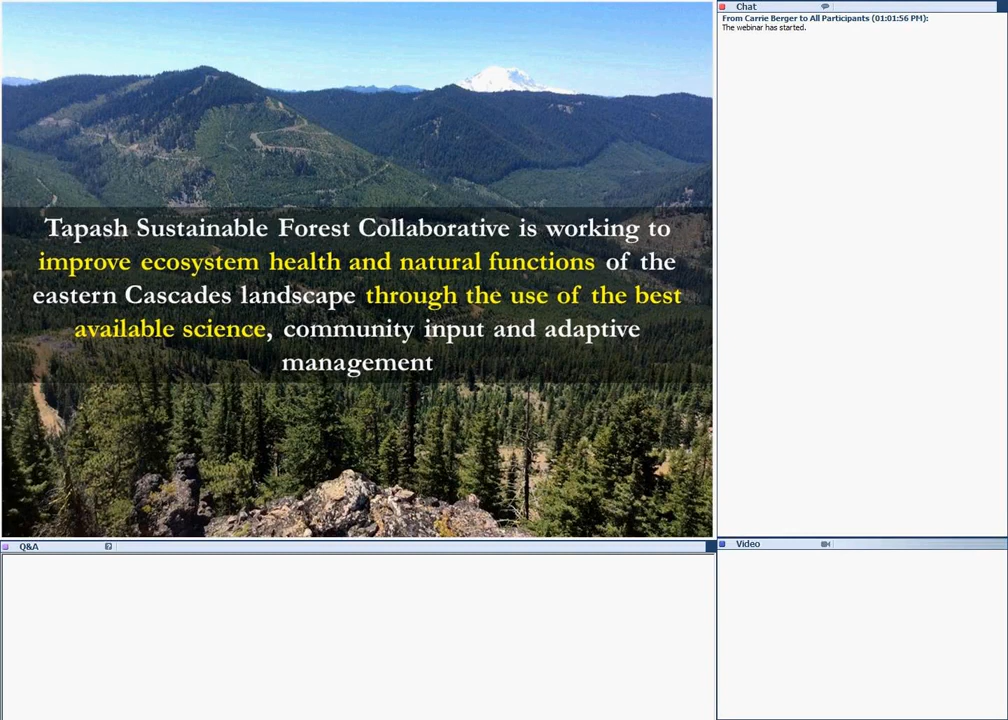 Tapash Sustainable Forest Collaborative is working to
improve ecosystem health and natural functions of the
eastern Cascades landscape through the use of the best
available science, community input and adaptive
management
Chat
From Carrie Berger to All Participants (01:01:56 PM):
The webinar has started.
Q&A
Video